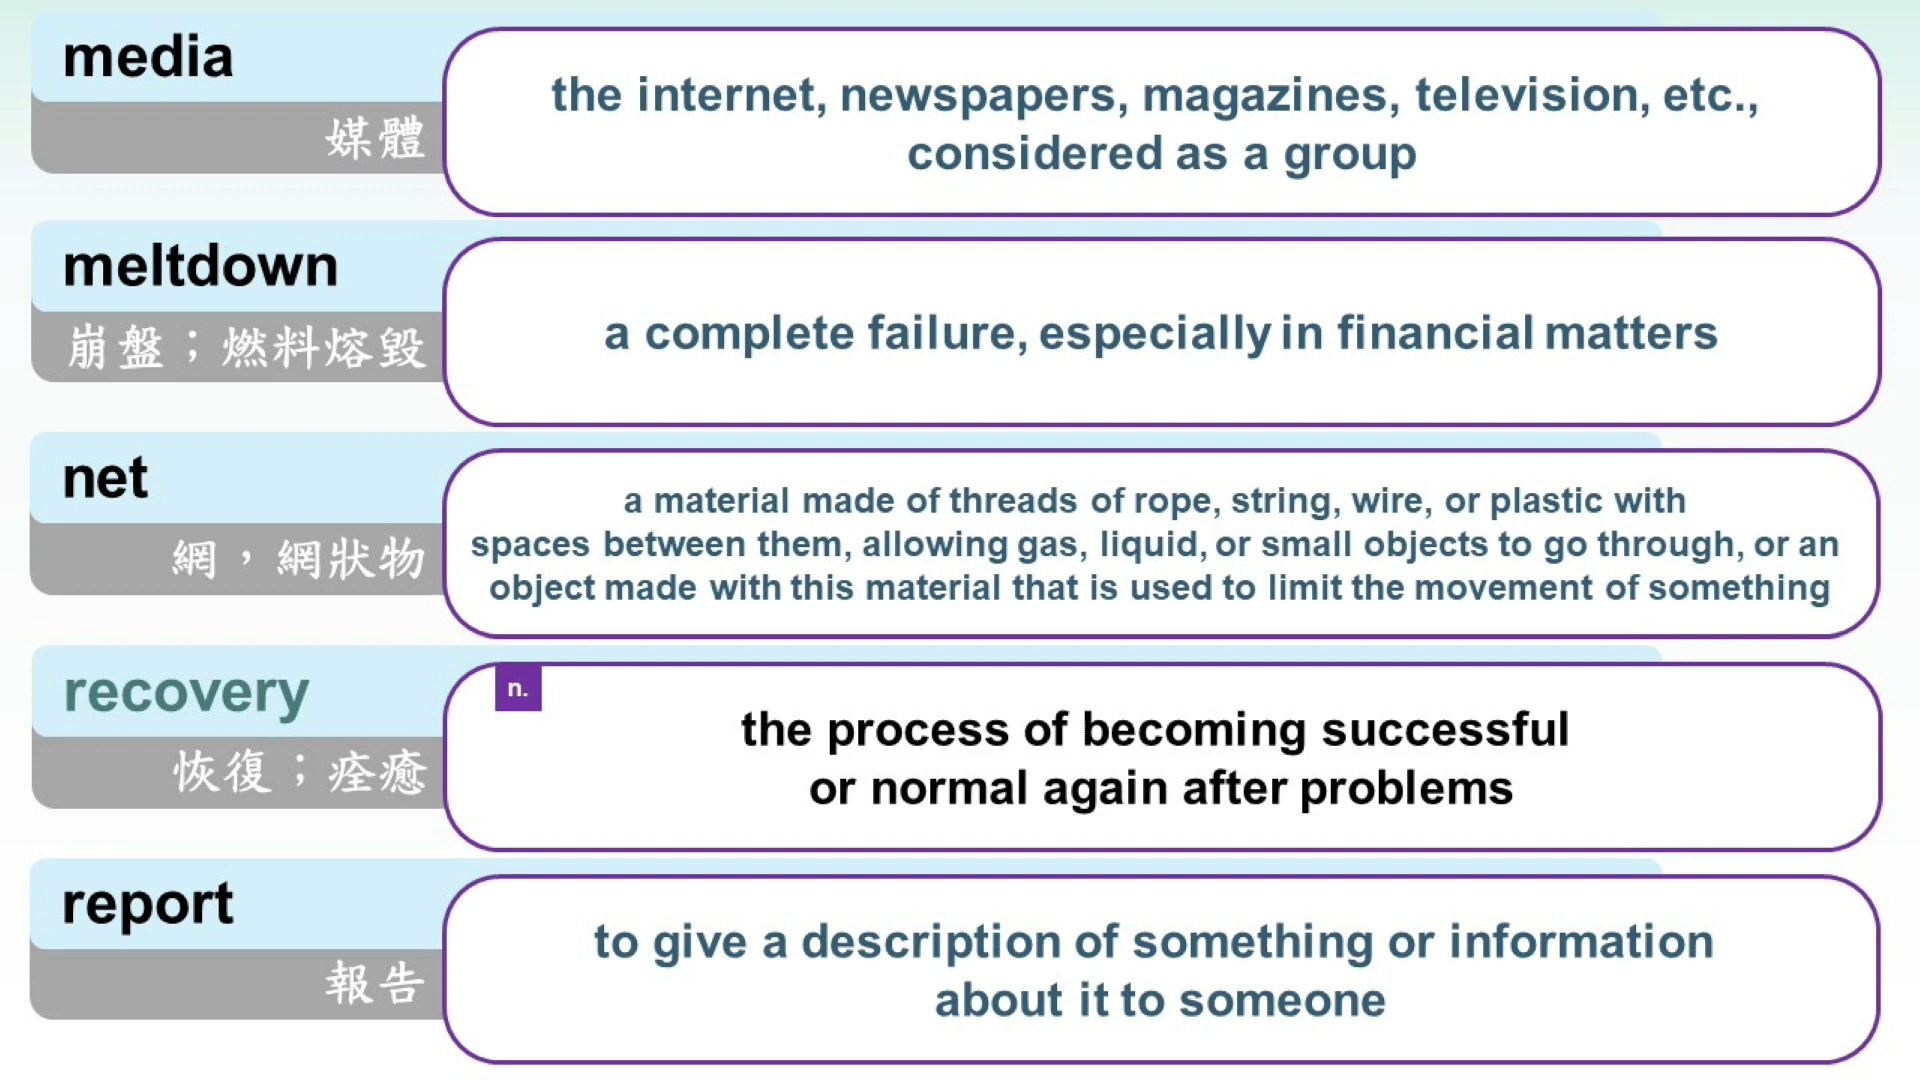 media
媒體
the internet, newspapers, magazines, television, etc.,
considered as a group
meltdown
崩盤；燃料熔毀
a complete failure, especially in financial matters
net
網，網狀物
a material made of threads of rope, string, wire, or plastic with
spaces between them, allowing gas, liquid, or small objects to go through, or an
object made with this material that is used to limit the movement of something
recovery
恢復；痊癒
n.
the process of becoming successful
or normal again after problems
report
報告
to give a description of something or information
about it to someone